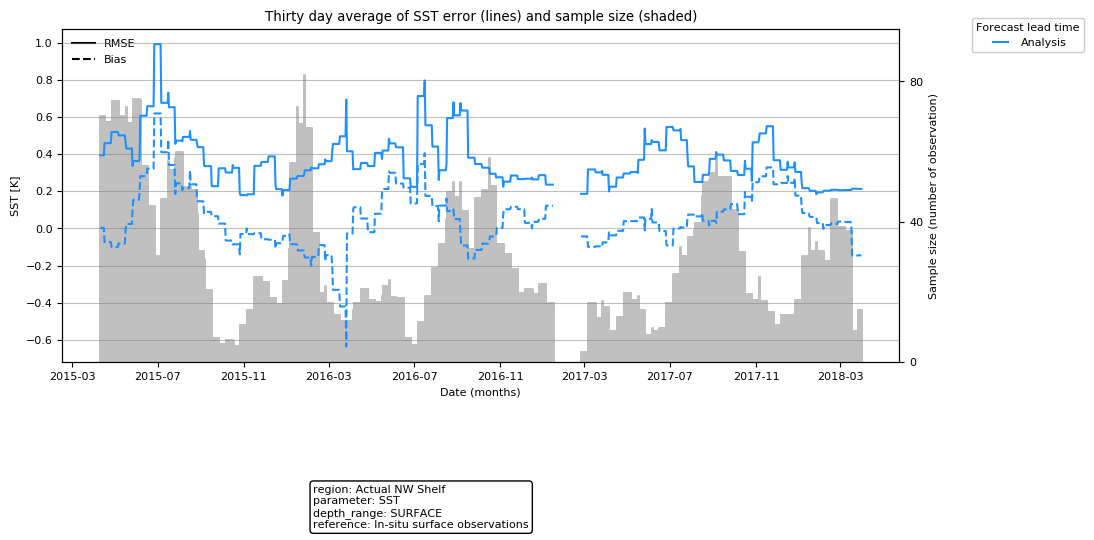 Thirty day average of SST error (lines) and sample size (shaded)
Forecast lead time
Analysis
RMSE
Bias
SST [K]
1.0
0.8
0.6
0.4
0.2
0.0
−0.2
−0.4
−0.6
80
40
0
Sample size (number of observation)
2015-03 2015-07 2015-11 2016-03 2016-07 2016-11 2017-03 2017-07 2017-11 2018-03
Date (months)
region: Actual NW Shelf
parameter: SST
depth_range: SURFACE
reference: In-situ surface observations